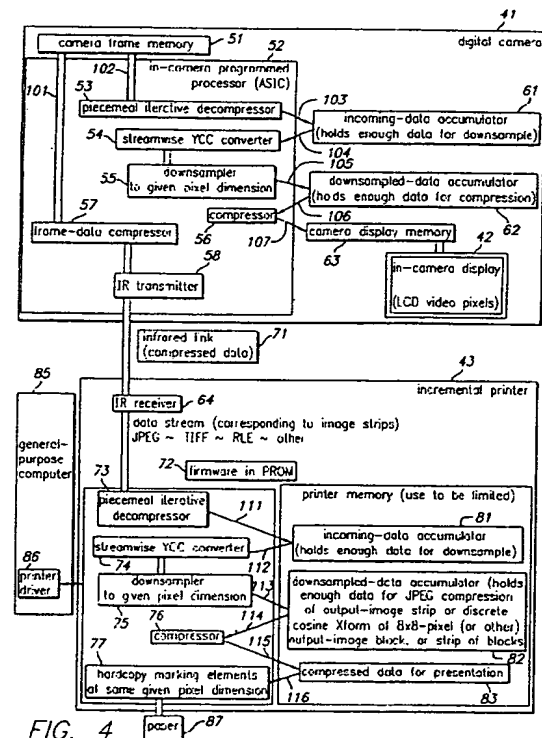 41
camera frame memory
51
digital camera
52
101
102
in-camera programmed
processor (ASIC)
53
piecemeal iterctive decompressor
103
61
incoming-data accumulator
(holds enough data for downsample)
54
streamwise YCC converter
104
105
downsampler
to given pixel dimension
55
downsampled-data accumulator
(holds enough data for compression)
62
57
compressor
56
106
107
frame-data compressor
camera display memory
63
42
58
IR transmitter
in-camera display
(LCD video pixels)
infrared link
(compressed data)
71
85
43
IR receiver
64
incremental printer
general-
purpose
computer
data stream (corresponding to image strips)
JPEG ~ TIFF ~ RLE ~ other
73
72
firmware in PROM
piecemeal iterative
decompressor
111
printer memory (use to be limited)
81
incoming-data accumulator
(holds enough data for downsample)
86
streamwise YCC converter
74
112
printer
driver
downsampler
to given pixel dimension
75
113
downsampled-data accumulator (holds
enough data for JPEG compression
of output-image strip or discrete
cosine Xform of 8x8-pixel (or other)
output-image block, or strip of blocks
82
76
114
compressor
77
115
hardcopy marking elements
at same given pixel dimension
116
compressed data for presentation
83
FIG. 4
paper
87